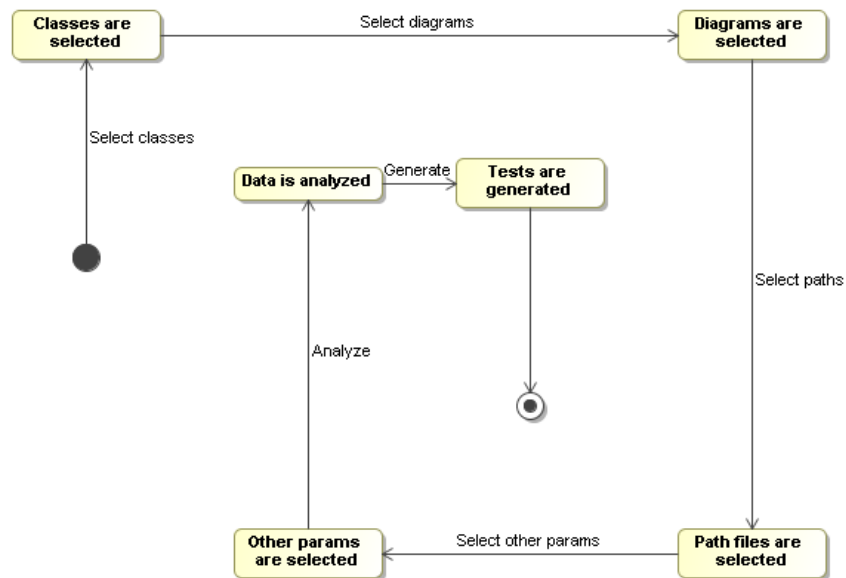 Classes are
selected
Select diagrams
Diagrams are
selected
Select classes
Data is analyzed
Generate
Tests are
generated
Select paths
Analyze
Other params
are selected
Select other params
Path files are
selected